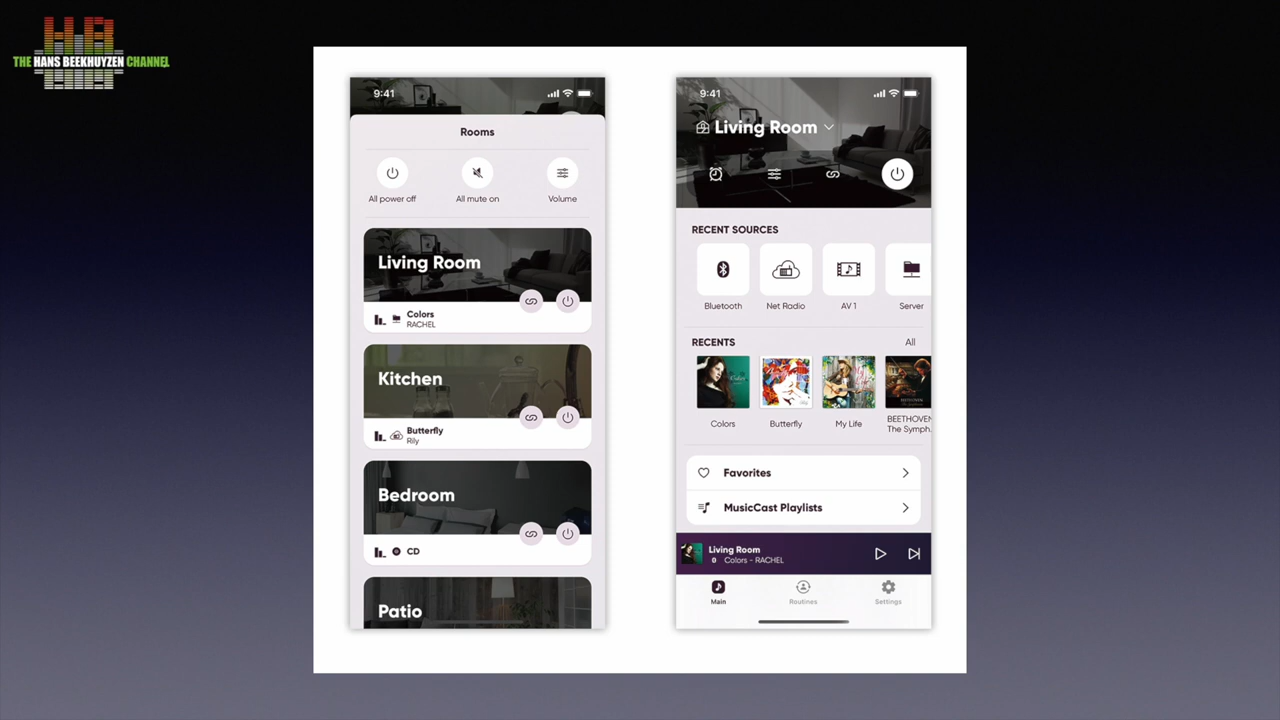 THE HANS BEEKHUYZEN CHANNEL
9:41
Rooms
All power off
All mute on
Volume
Living Room
Colors
RACHEL
Kitchen
Butterfly
Rily
Bedroom
CD
Patio
9:41
Living Room
RECENT SOURCES
Bluetooth
Net Radio
AV 1
Server
RECENTS
All
Colors
Butterfly
My Life
BEETHOVEN
The Symph.
Favorites
MusicCast Playlists
Living Room
Colors - RACHEL
Main
Routines
Settings